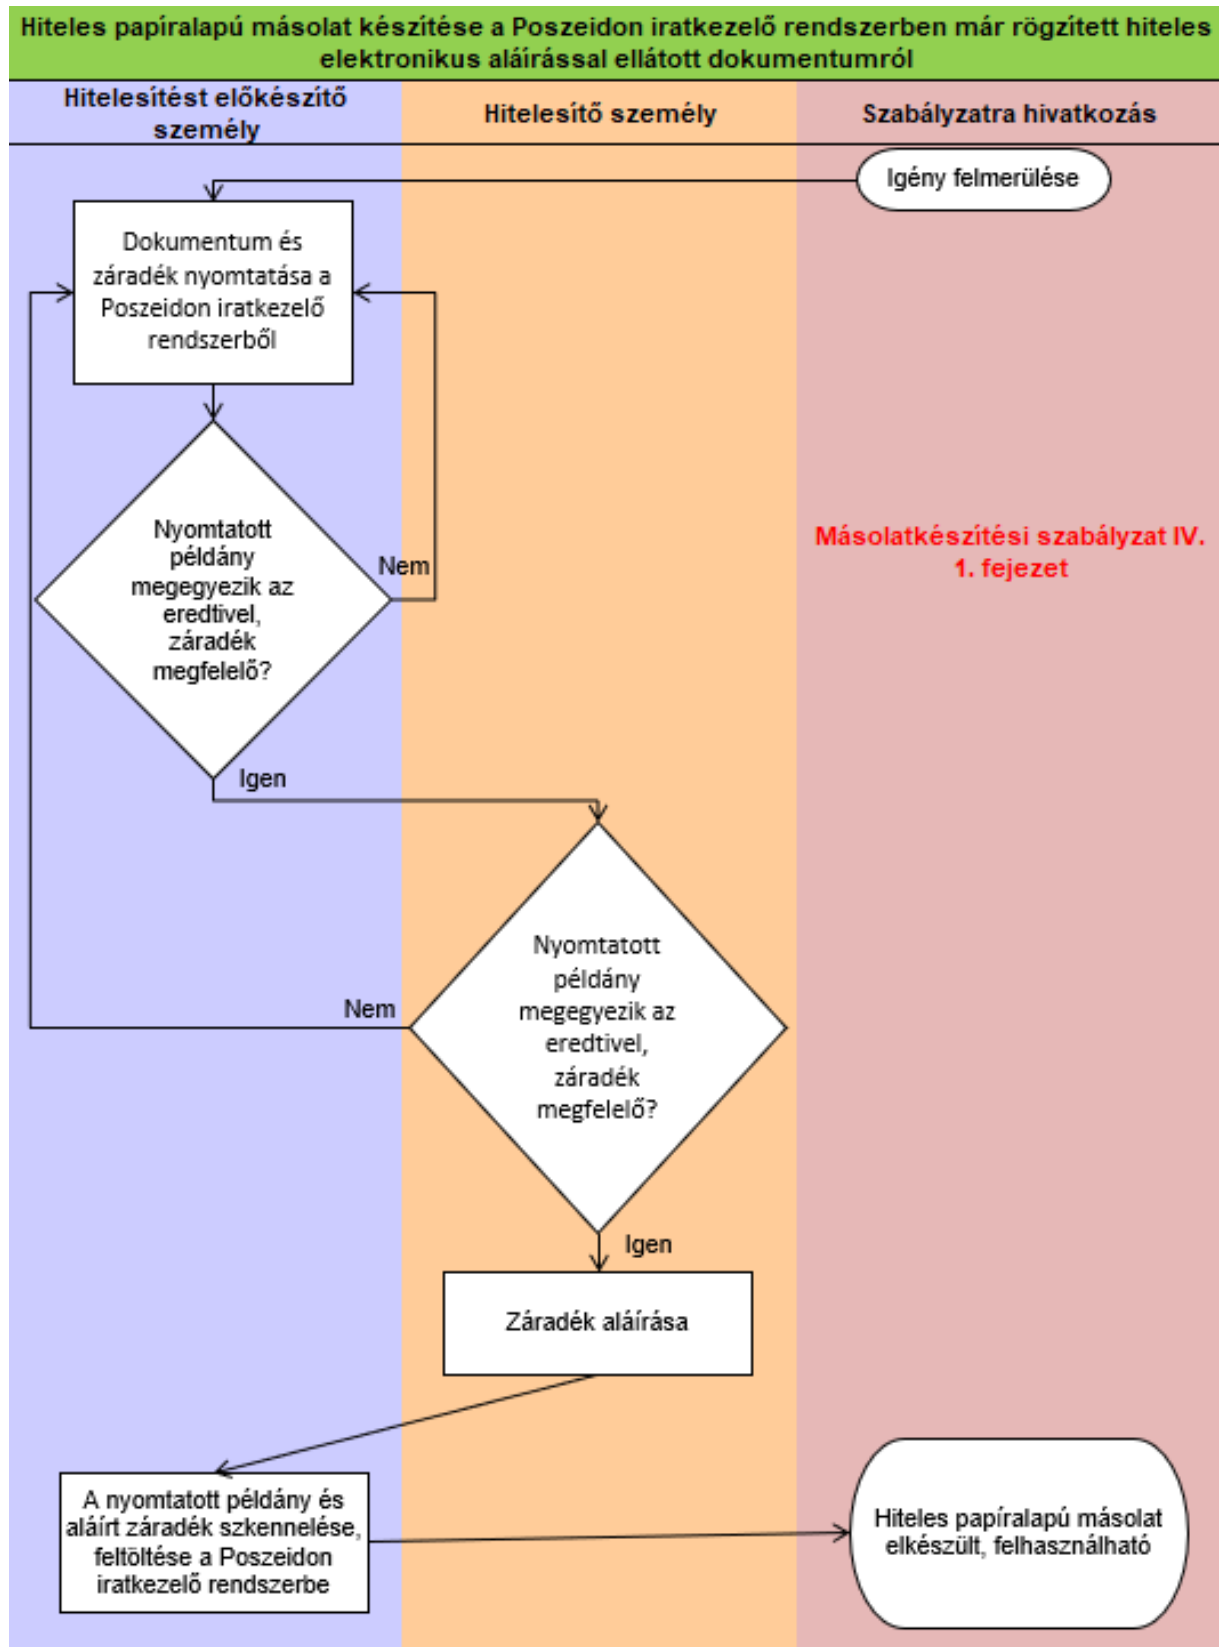 Hiteles papíralapú másolat készítése a Poszeidon iratkezelő rendszerben már rögzített hiteles
elektronikus aláírással ellátott dokumentumról
Hitelesítést előkészítő
személy
Hitelesítő személy
Szabályzatra hivatkozás
Igény felmerülése
Dokumentum és
záradék nyomtatása a
Poszeidon iratkezelő
rendszerből
Nyomtatott
példány
megegyezik az
eredtivel,
záradék
megfelelő?
Nem
Másolatkészítési szabályzat IV.
1. fejezet
Igen
Nyomtatott
példány
megegyezik az
eredtivel,
záradék
megfelelő?
Nem
Igen
Záradék aláírása
A nyomtatott példány és
aláírt záradék szkennelése,
feltöltése a Poszeidon
iratkezelő rendszerbe
Hiteles papíralapú másolat
elkészült, felhasználható